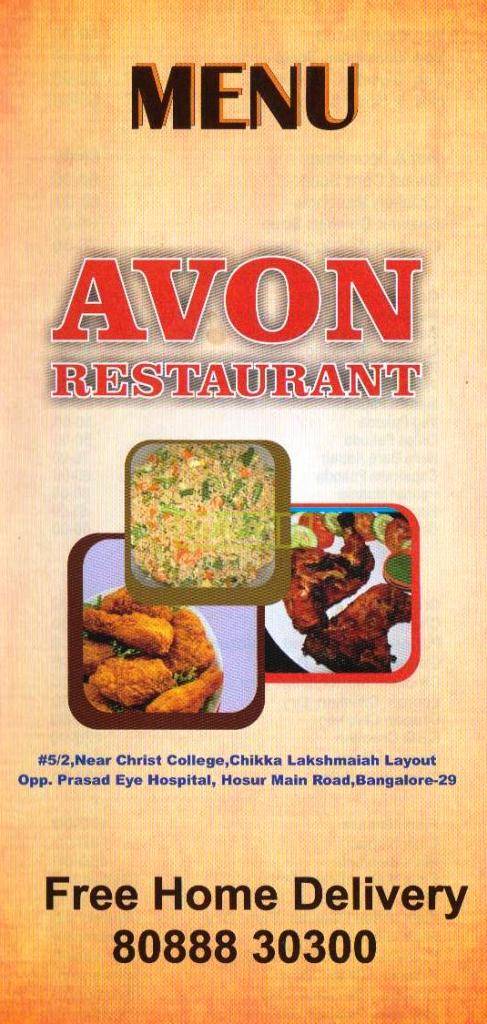 MENU
AVON
RESTAURANT
#5/2,Near Christ College,Chikka Lakshmaiah Layout
Opp. Prasad Eye Hospital, Hosur Main Road,Bangalore-29
Free Home Delivery
80888 30300